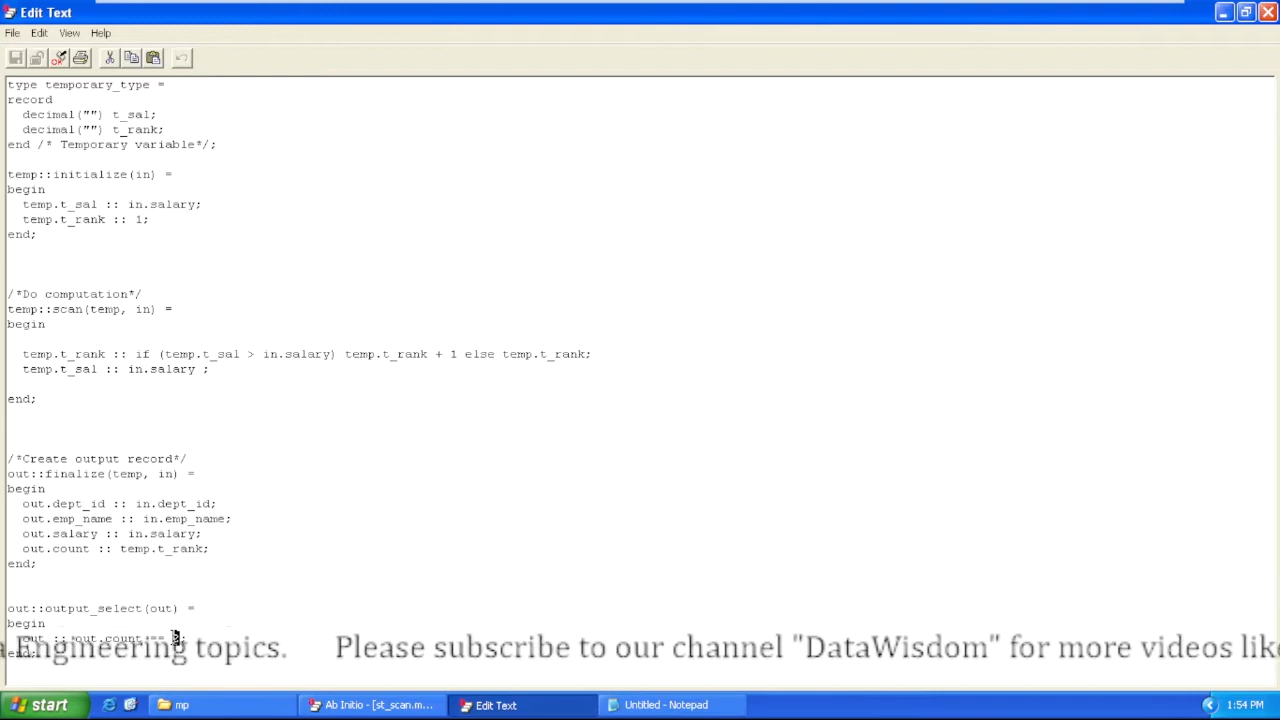 Edit Text
File Edit View Help
type temporary_type =
record
decimal("") t_sal;
decimal("") t_rank;
end /* Temporary variable*/;
temp::initialize(in) =
begin
temp.t_sal :: in.salary;
temp.t_rank :: 1;
end;
/*Do computation*/
temp::scan(temp, in) =
begin
temp.t_rank :: if (temp.t_sal > in.salary) temp.t_rank + 1 else temp.t_rank;
temp.t_sal :: in.salary ;
end;
/*Create output record*/
out::finalize(temp, in) =
begin
out.dept_id :: in.dept_id;
out.emp_name :: in.emp_name;
out.salary :: in.salary;
out.count :: temp.t_rank;
end;
out::output_select(out) =
begin
out :: out.count ==
Engineering topics. Please subscribe to our channel "DataWisdom" for more videos like
end;
start mp Ab Initio - [st_scan.m... Edit Text Untitled - Notepad 1:54 PM